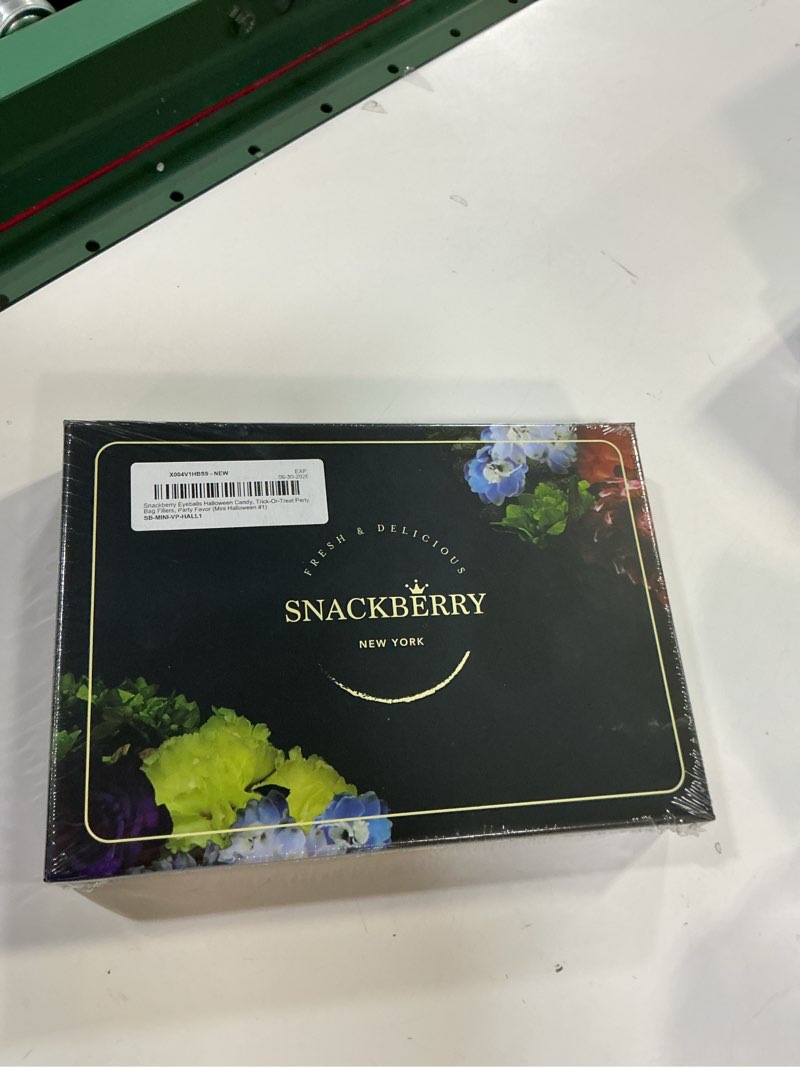 X004V1HBS9 - NEW
EXP:
09-30-2026
Snackberry Eyeballs Halloween Candy, Trick-Or-Treat Party
Bag Fillers, Party Favor (Mini Halloween #1)
SB-MINI-VP-HALL1
FRESH & DELICIOUS
SNACKBERRY
NEW YORK